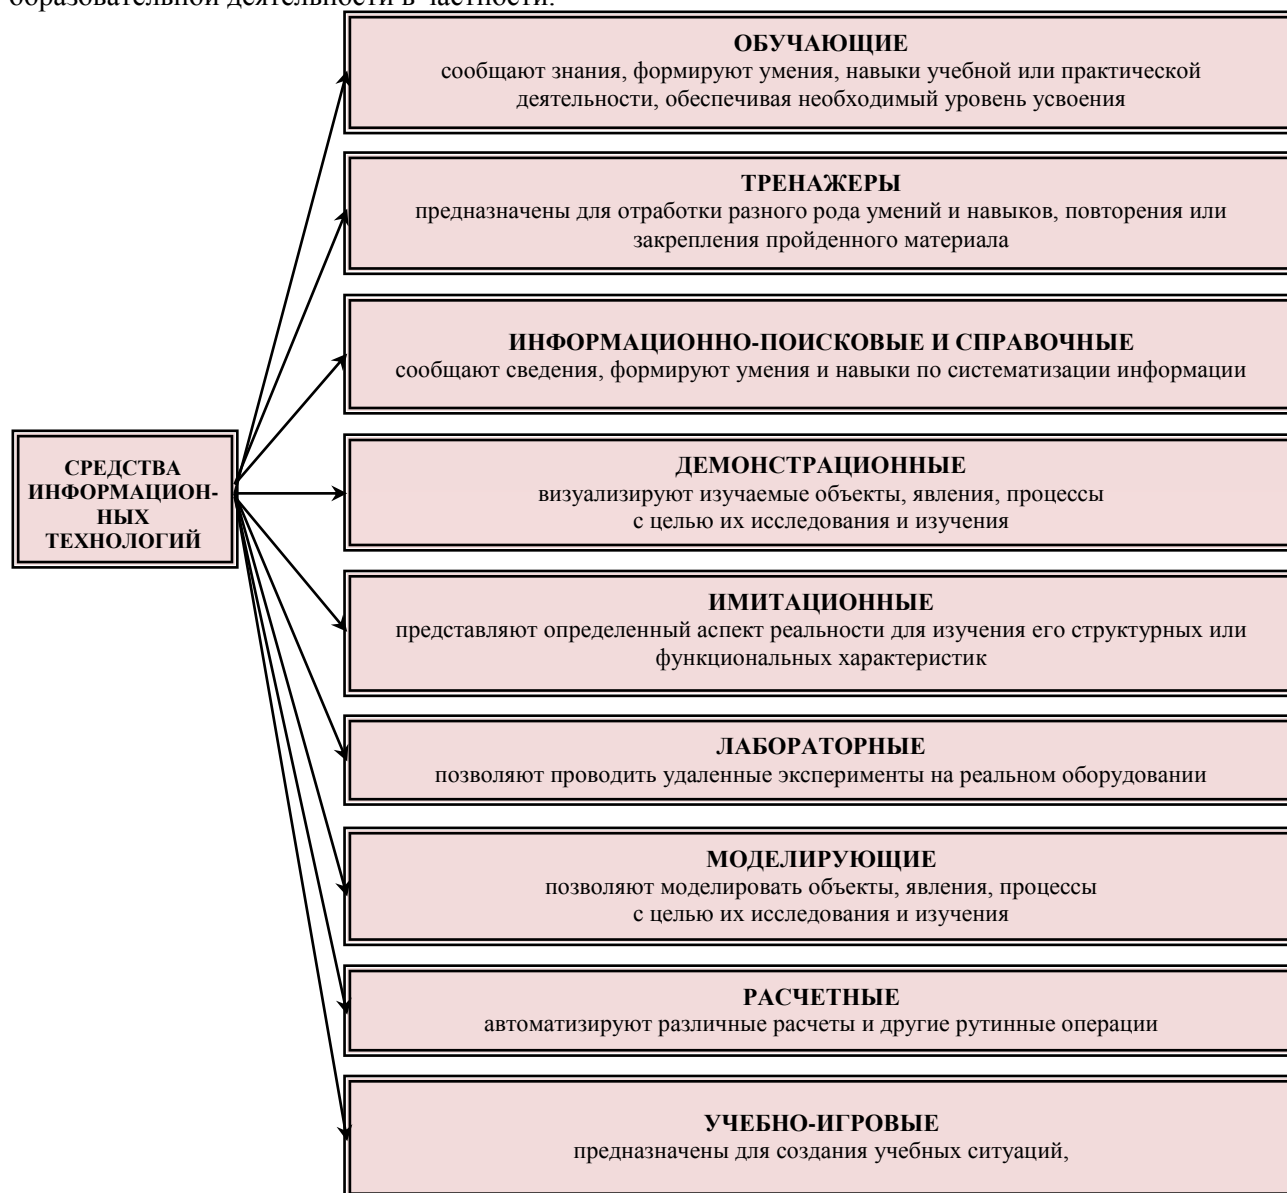 образовательной деятельности в частности.
ОБУЧАЮЩИЕ
сообщают знания, формируют умения, навыки учебной или практической
деятельности, обеспечивая необходимый уровень усвоения
ТРЕНАЖЕРЫ
предназначены для отработки разного рода умений и навыков, повторения или
закрепления пройденного материала
ИНФОРМАЦИОННО-ПОИСКОВЫЕ И СПРАВОЧНЫЕ
сообщают сведения, формируют умения и навыки по систематизации информации
СРЕДСТВА
ИНФОРМАЦИОН-
НЫХ
ТЕХНОЛОГИЙ
ДЕМОНСТРАЦИОННЫЕ
визуализируют изучаемые объекты, явления, процессы
с целью их исследования и изучения
ИМИТАЦИОННЫЕ
представляют определенный аспект реальности для изучения его структурных или
функциональных характеристик
ЛАБОРАТОРНЫЕ
позволяют проводить удаленные эксперименты на реальном оборудовании
МОДЕЛИРУЮЩИЕ
позволяют моделировать объекты, явления, процессы
с целью их исследования и изучения
РАСЧЕТНЫЕ
автоматизируют различные расчеты и другие рутинные операции
УЧЕБНО-ИГРОВЫЕ
предназначены для создания учебных ситуаций,